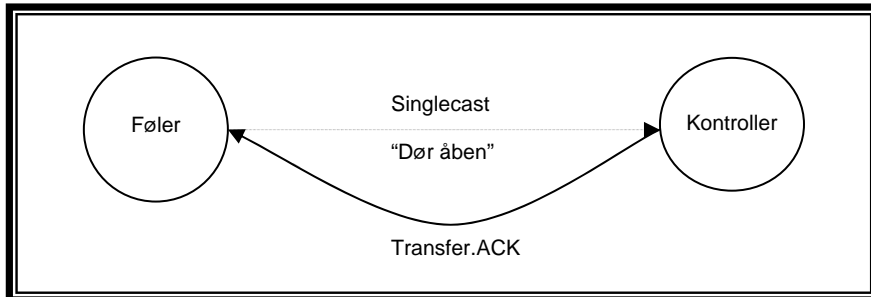 Singlecast
Føler
Kontroller
“Dør åben”
Transfer.ACK